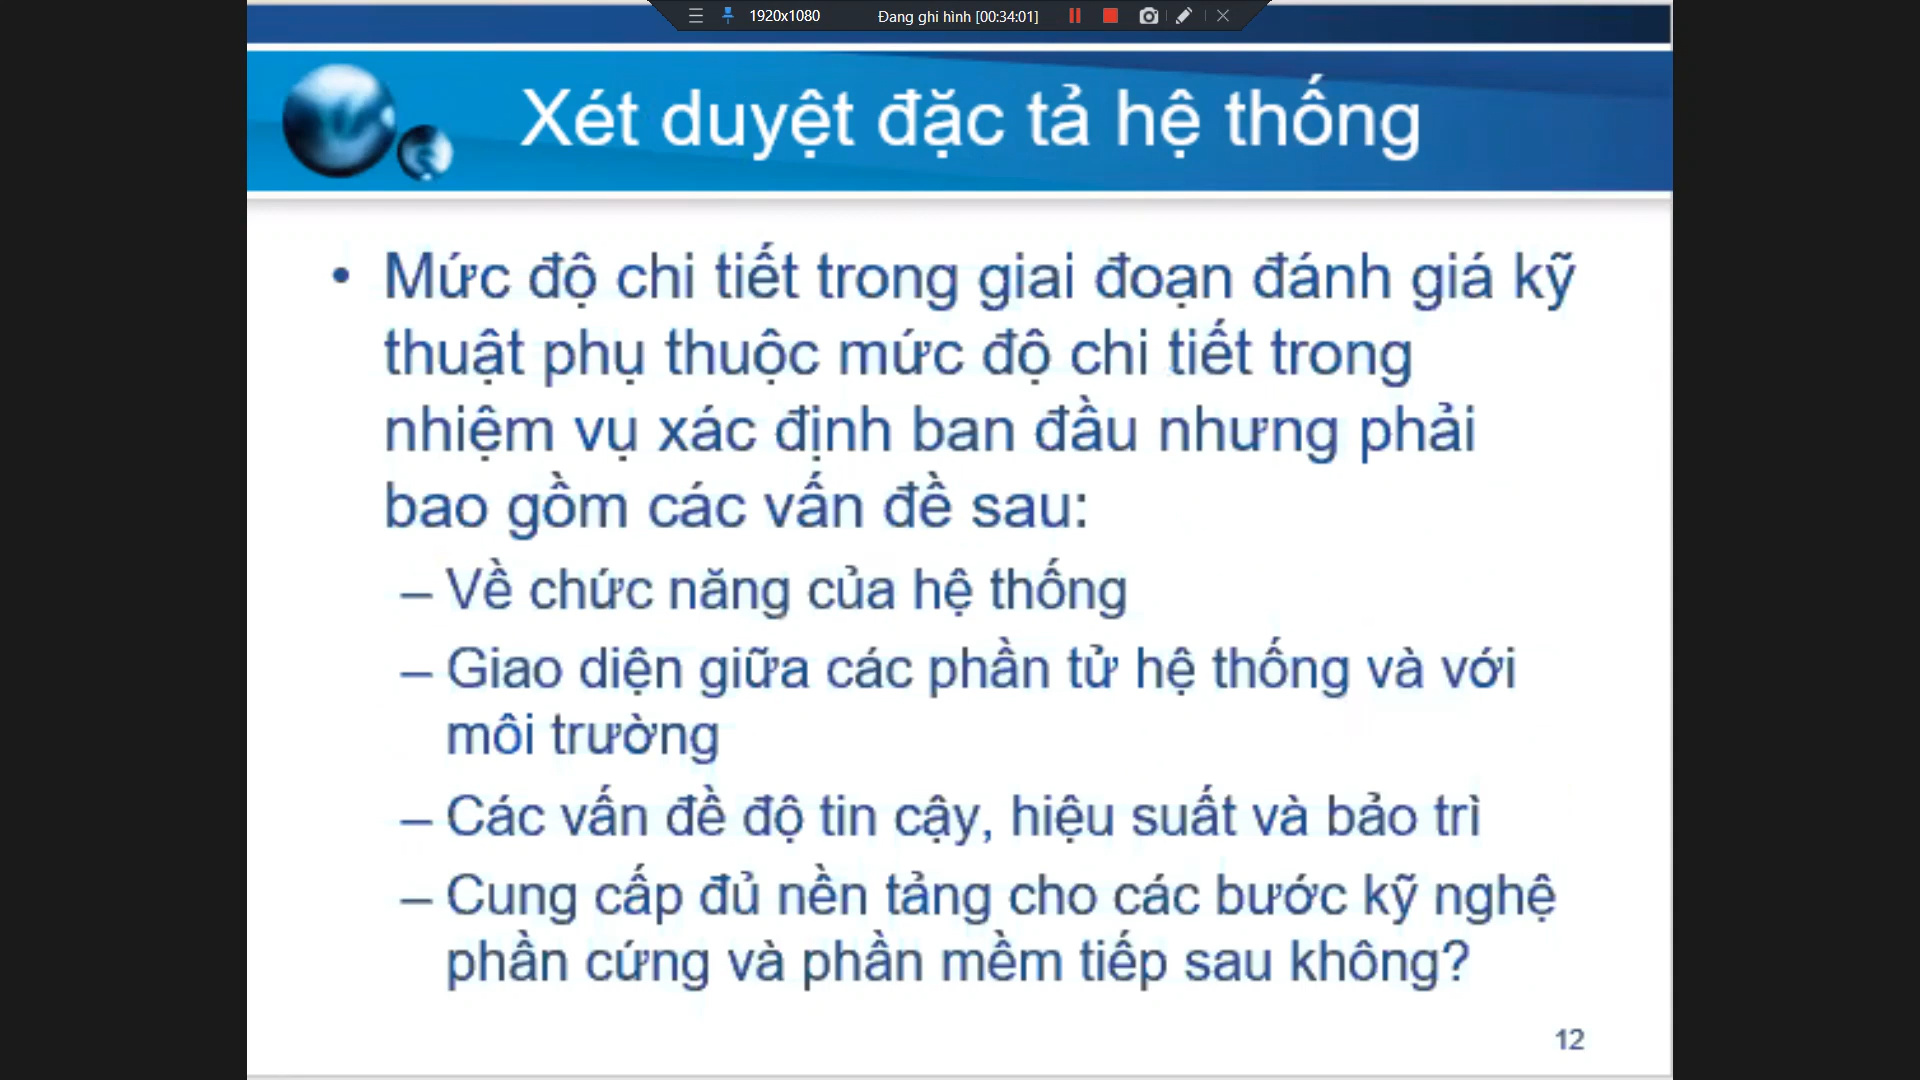 1920x1080 Đang ghi hình [00:34:01]
Xét duyệt đặc tả hệ thống
• Mức độ chi tiết trong giai đoạn đánh giá kỹ
thuật phụ thuộc mức độ chi tiết trong
nhiệm vụ xác định ban đầu nhưng phải
bao gồm các vấn đề sau:
– Về chức năng của hệ thống
– Giao diện giữa các phần tử hệ thống và với
môi trường
– Các vấn đề độ tin cậy, hiệu suất và bảo trì
– Cung cấp đủ nền tảng cho các bước kỹ nghệ
phần cứng và phần mềm tiếp sau không?
12